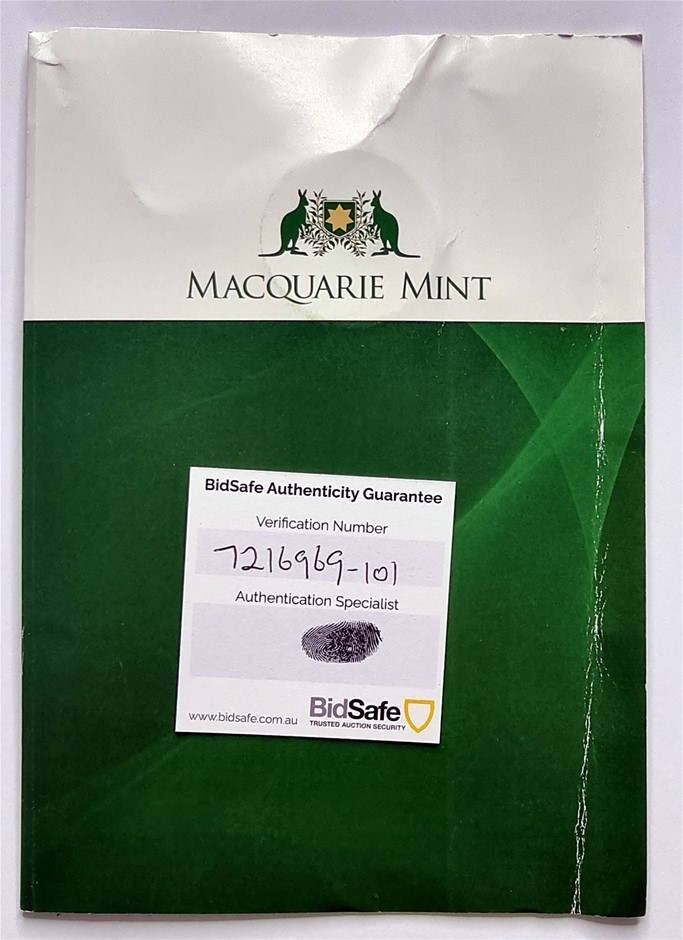 MACQUARIE MINT
BidSafe Authenticity Guarantee
Verification Number
7216969-101
Authentication Specialist
www.bidsafe.com.au
BidSafe
TRUSTED AUCTION SECURITY